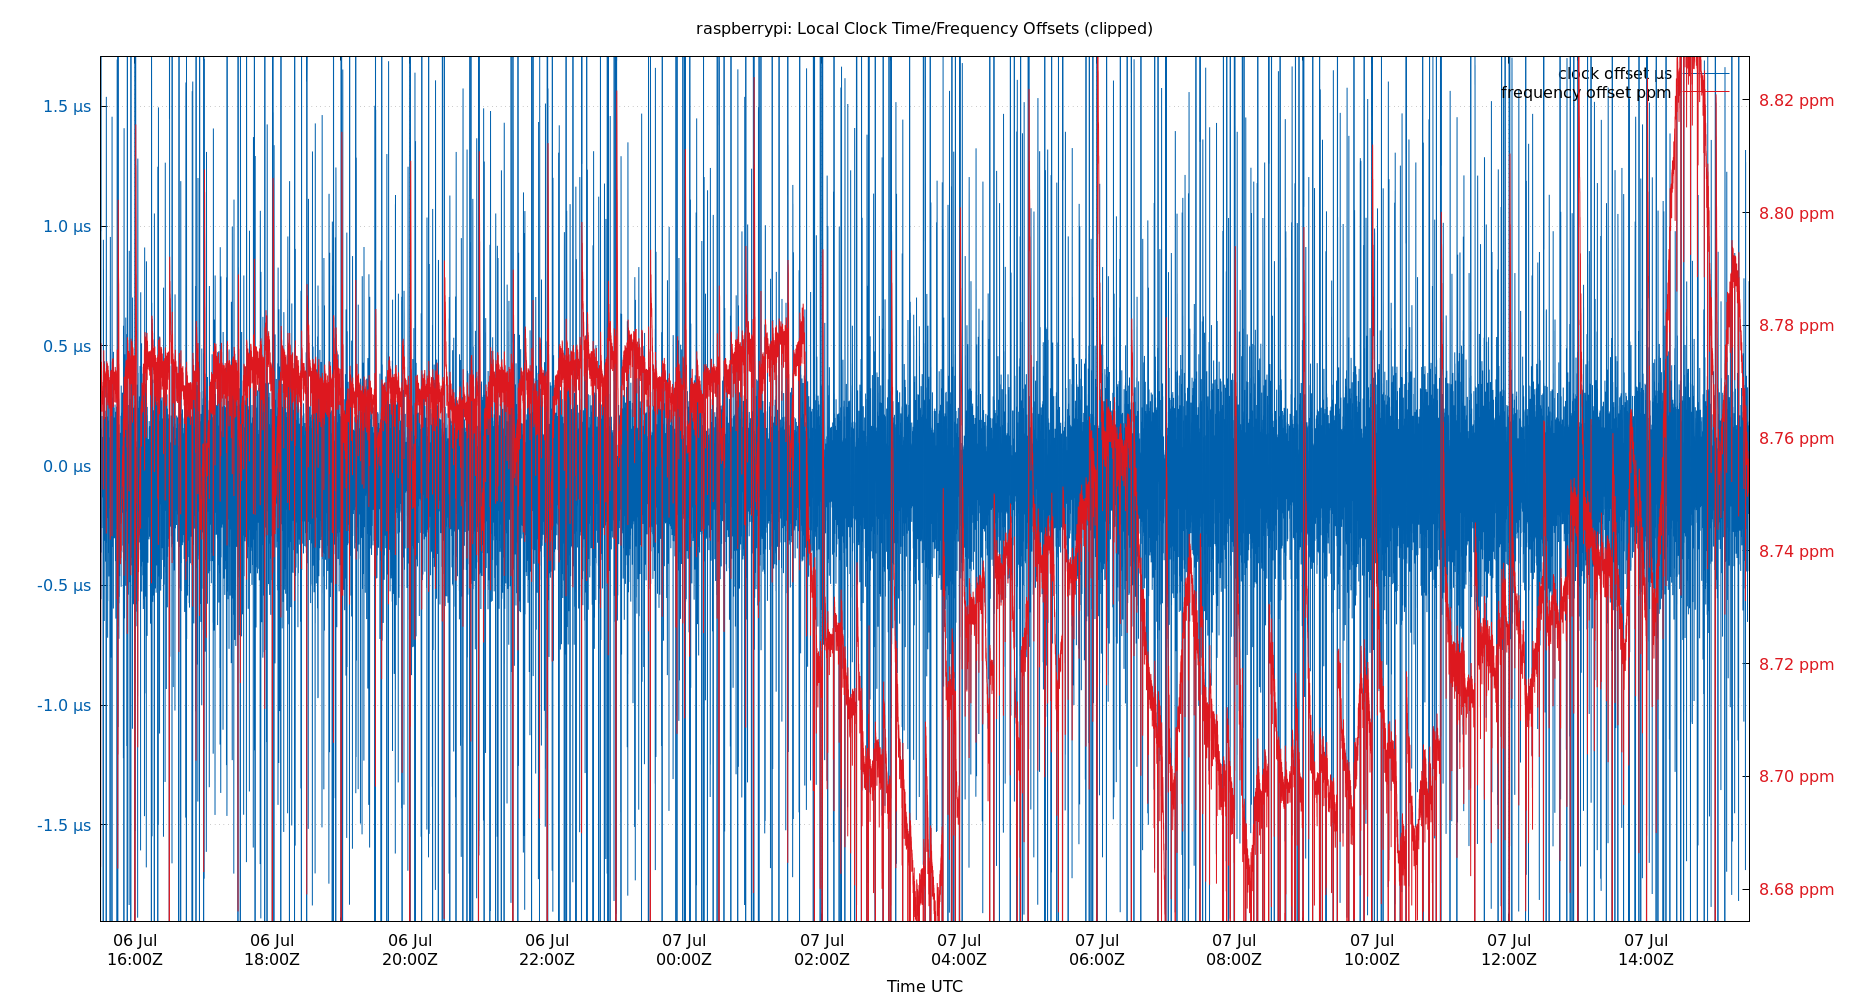 raspberrypi: Local Clock Time/Frequency Offsets (clipped)
clock offset µs
frequency offset ppm
1.5 µs
1.0 µs
0.5 µs
0.0 µs
-0.5 µs
-1.0 µs
-1.5 µs
8.82 ppm
8.80 ppm
8.78 ppm
8.76 ppm
8.74 ppm
8.72 ppm
8.70 ppm
8.68 ppm
06 Jul 06 Jul 06 Jul 06 Jul 07 Jul 07 Jul 07 Jul 07 Jul 07 Jul 07 Jul 07 Jul 07 Jul
16:00Z 18:00Z 20:00Z 22:00Z 00:00Z 02:00Z 04:00Z 06:00Z 08:00Z 10:00Z 12:00Z 14:00Z
Time UTC